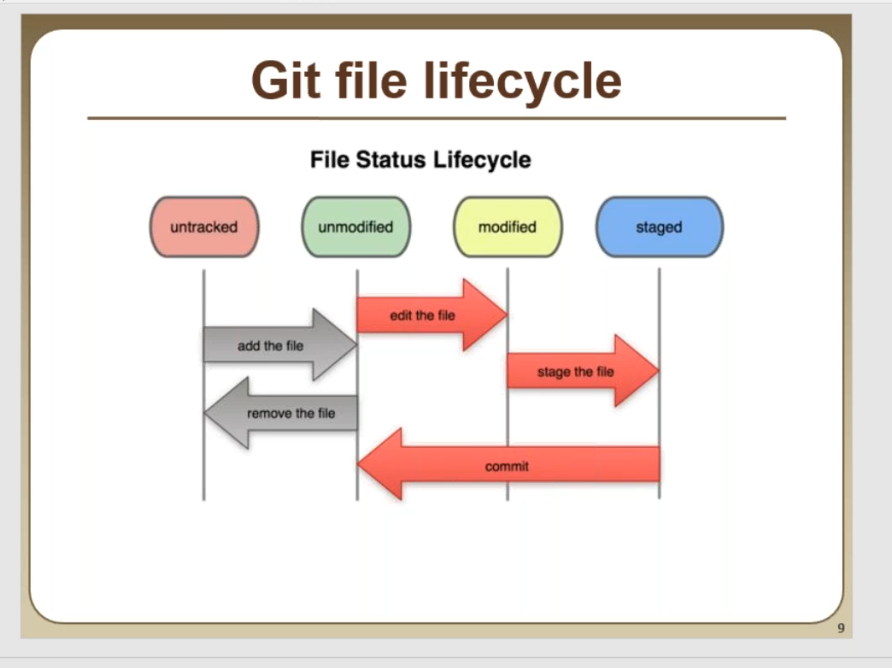 Git file lifecycle
File Status Lifecycle
untracked
unmodified
modified
staged
edit the file
add the file
stage the file
remove the file
commit
9